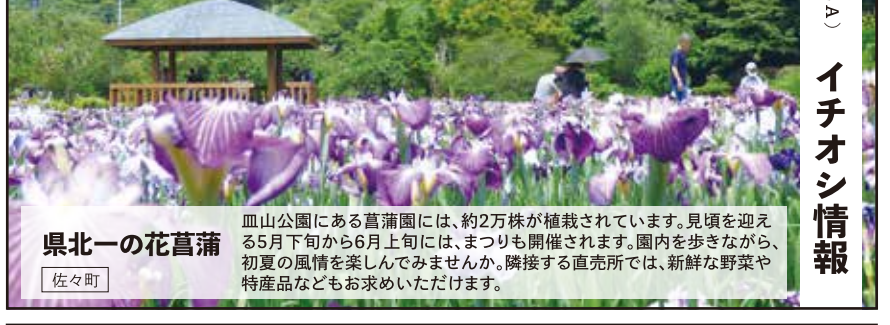 A）
イチオシ情報
県北一の花菖蒲
佐々町
皿山公園にある菖蒲園には、約2万株が植栽されています。見頃を迎え
る5月下旬から6月上旬には、まつりも開催されます。園内を歩きながら、
初夏の風情を楽しんでみませんか。隣接する直売所では、新鮮な野菜や
特産品などもお求めいただけます。